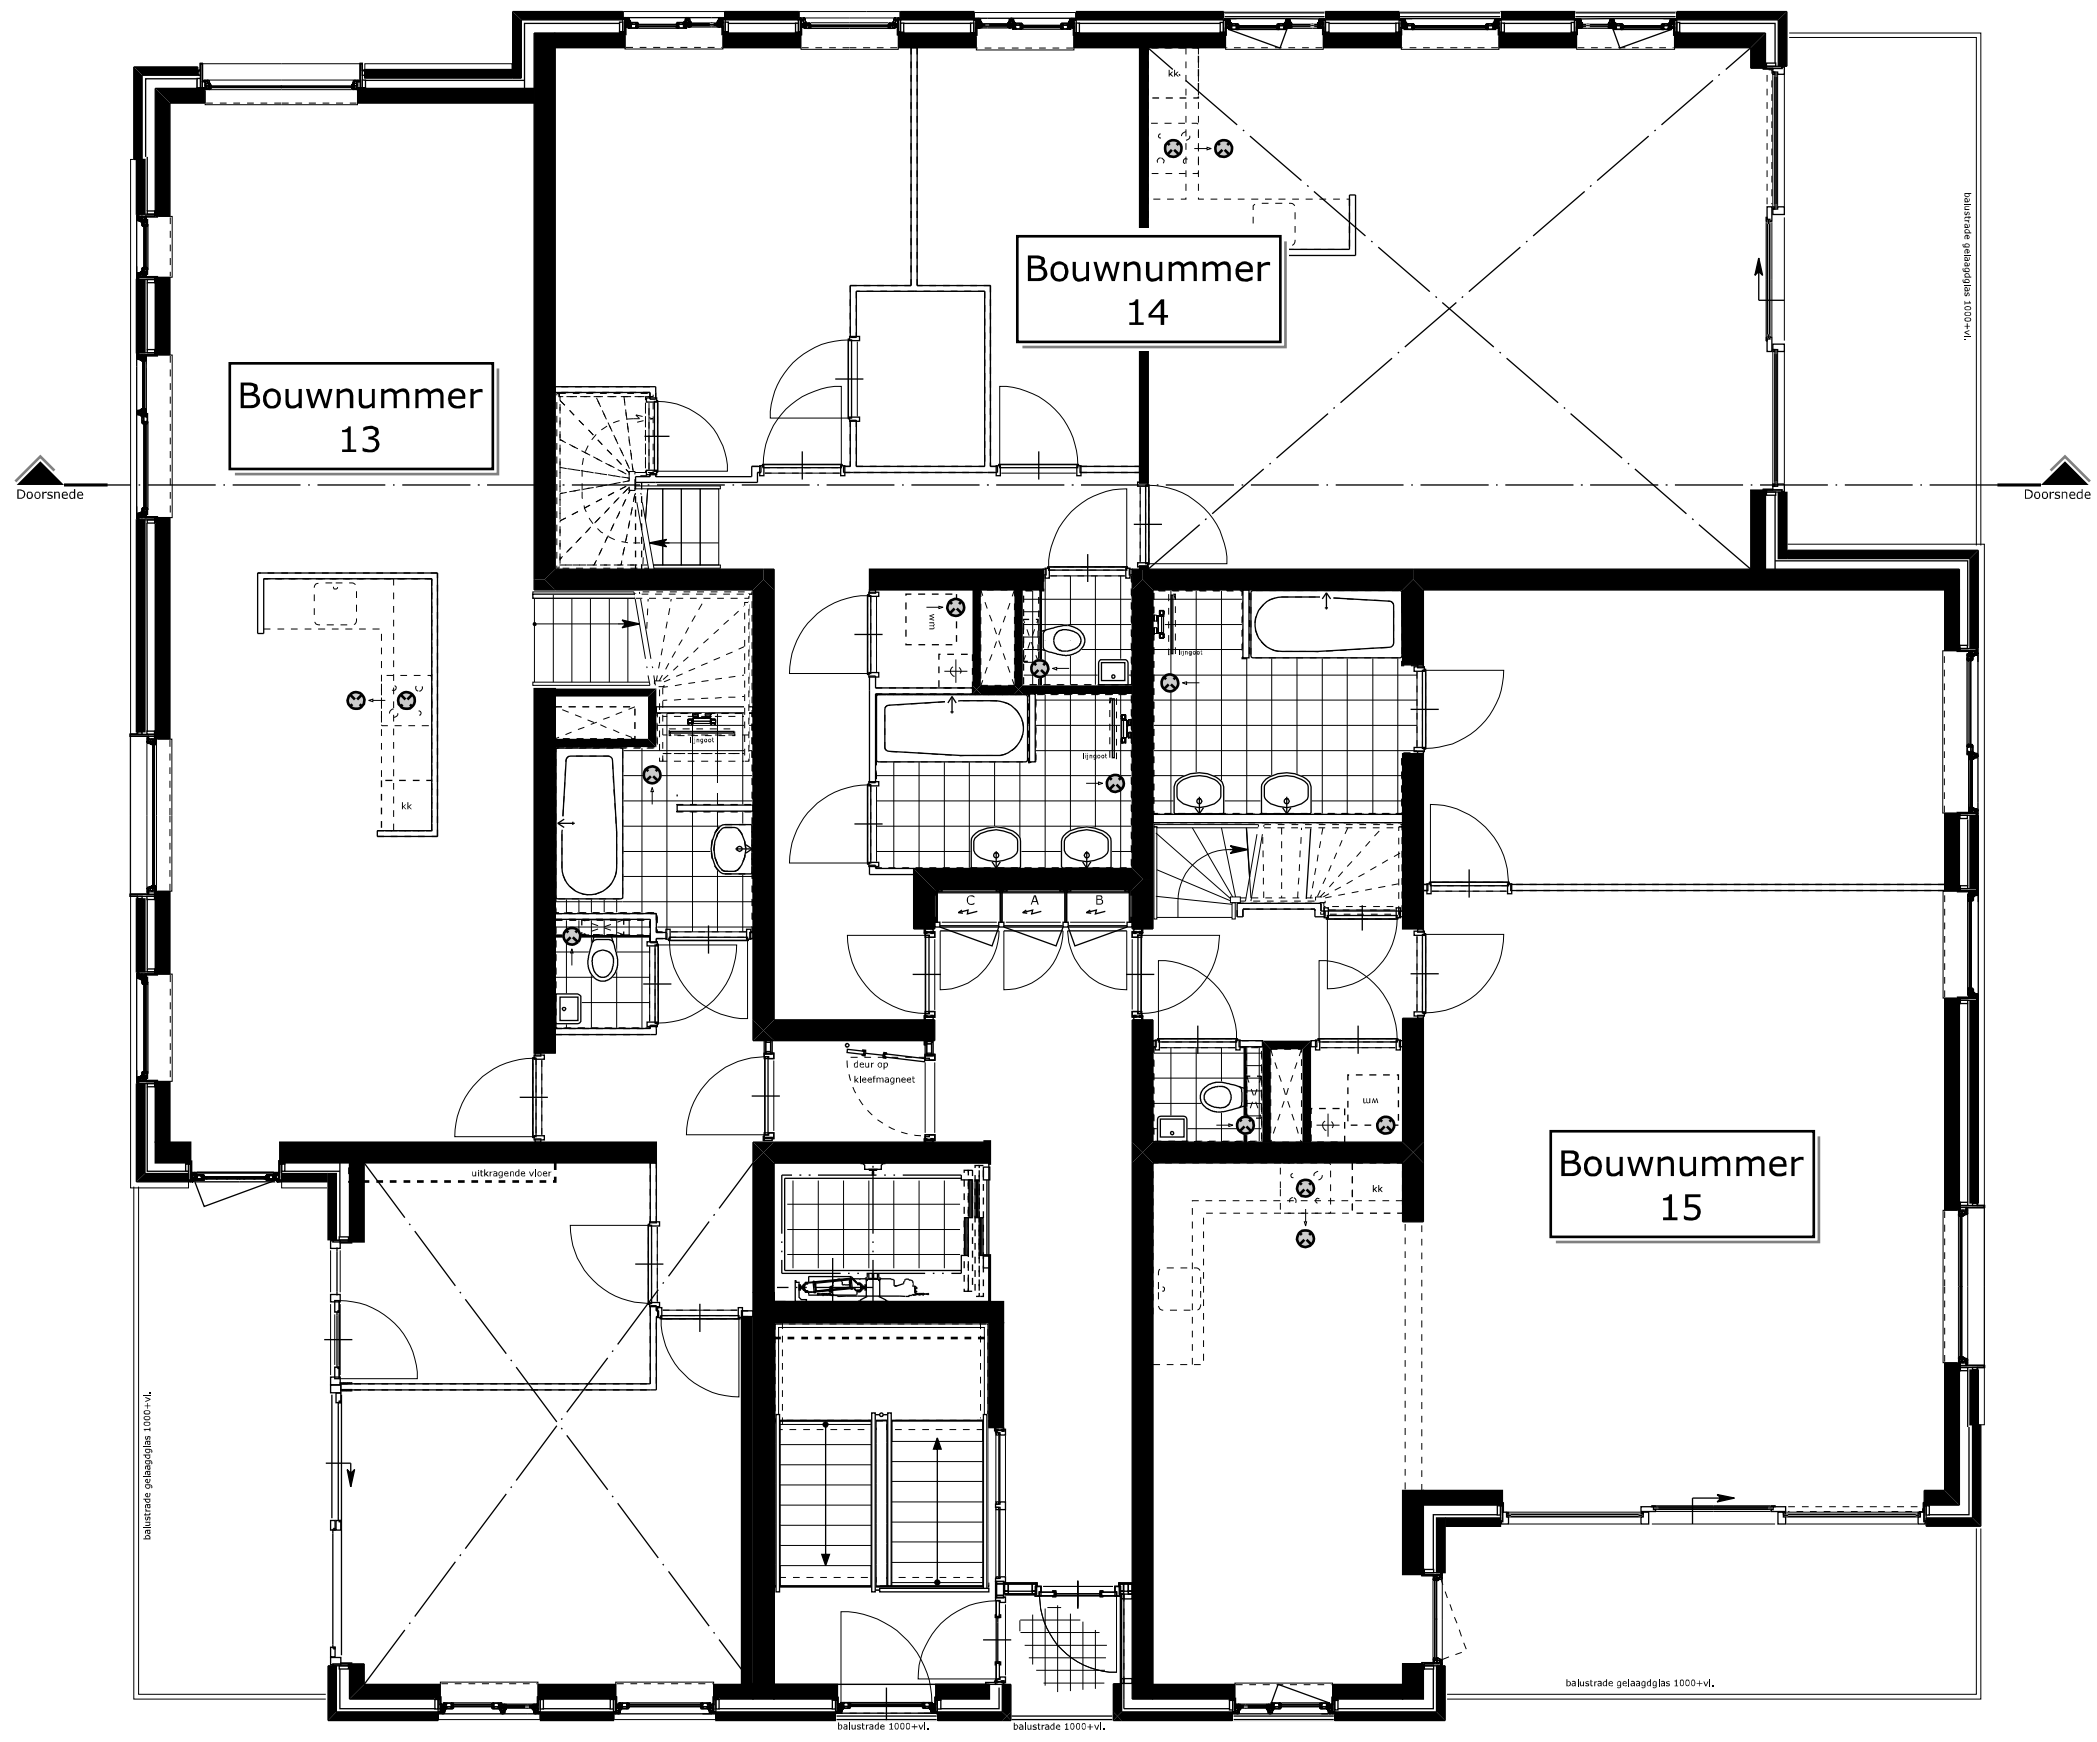 kk
balustrade gelaagdglas 1000+vl.
Bouwnummer
14
Bouwnummer
13
Doorsnede
Doorsnede
wm
lijngoot
lijngoot
lijngoot
kk
C
A
B
deur op
kleefmagneet
wm
uitkragende vloer
Bouwnummer
15
kk
balustrade gelaagdglas 1000+vl.
balustrade gelaagdglas 1000+vl.
balustrade 1000+vl.
balustrade 1000+vl.